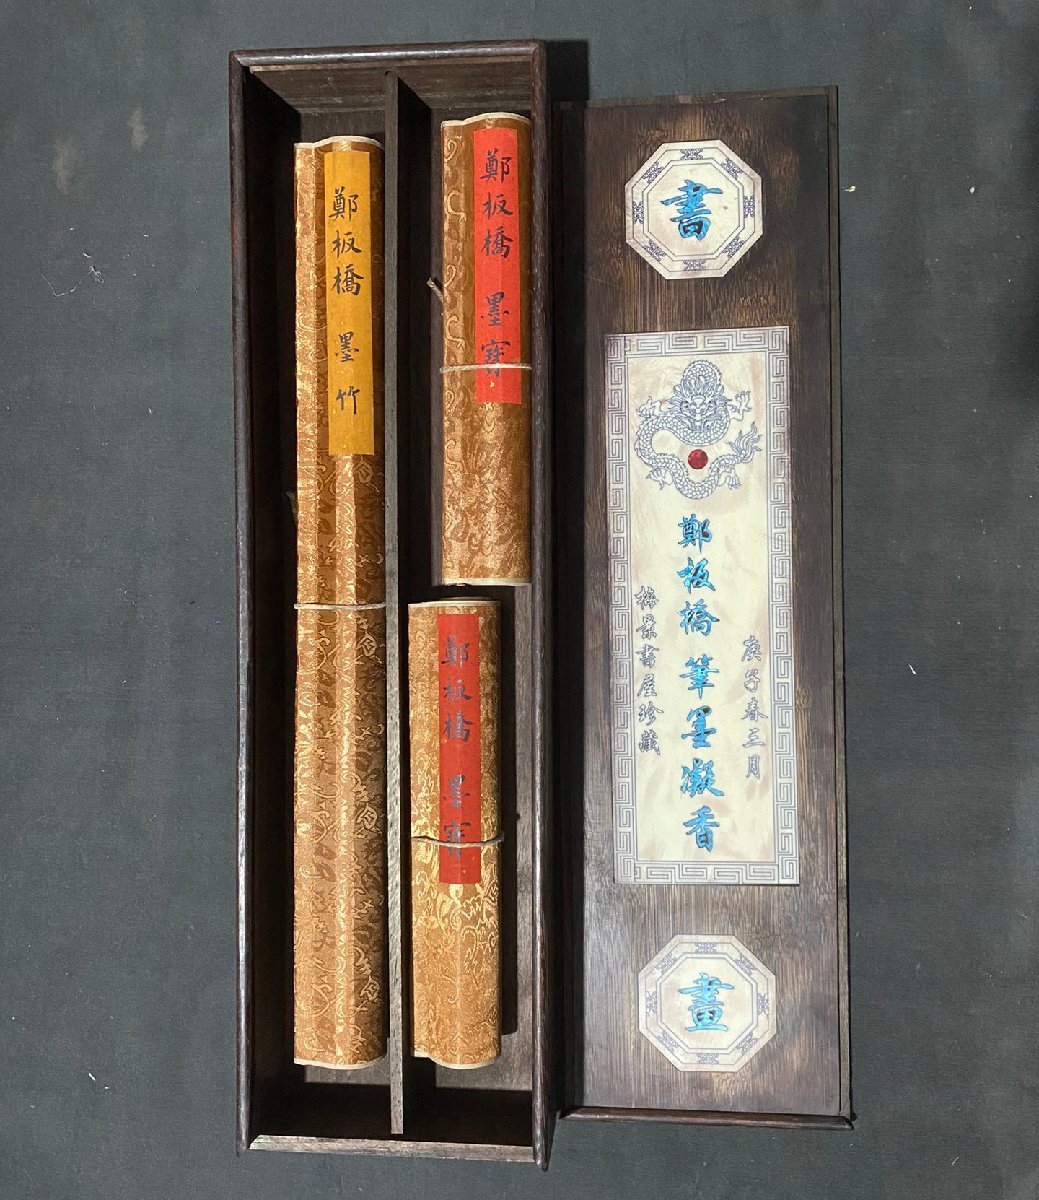 鄭板橋 墨竹
鄭板橋 墨寶
鄭板橋 墨寶
書
庚子春三月
鄭板橋 筆墨凝香
梅景書屋珍藏
畫